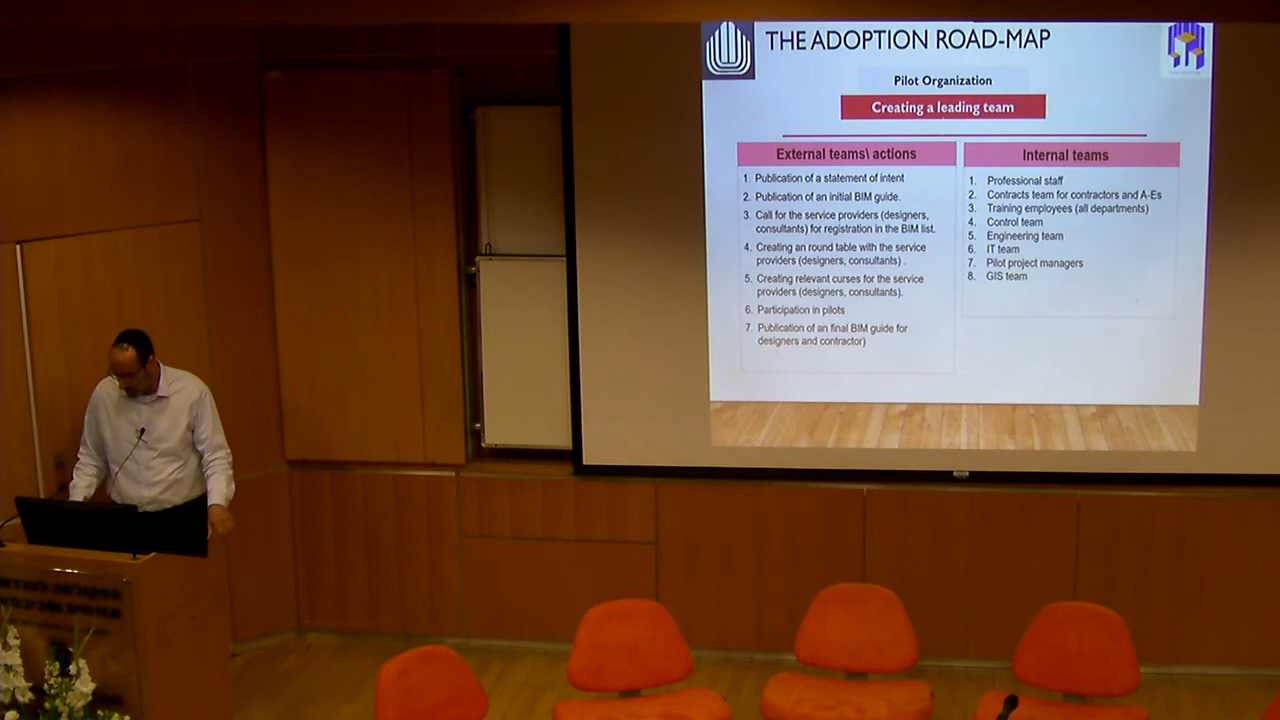 THE ADOPTION ROAD-MAP
Pilot Organization
Creating a leading team
External teams\ actions
1. Publication of a statement of intent
2. Publication of an initial BIM guide.
3. Call for the service providers (designers,
consultants) for registration in the BIM list.
4. Creating an round table with the service
providers (designers, consultants) .
5. Creating relevant curses for the service
providers (designers, consultants).
6. Participation in pilots
7. Publication of an final BIM guide for
designers and contractor)
Internal teams
1. Professional staff
2. Contracts team for contractors and A-Es
3. Training employees (all departments)
4. Control team
5. Engineering team
6. IT team
7. Pilot project managers
8. GIS team